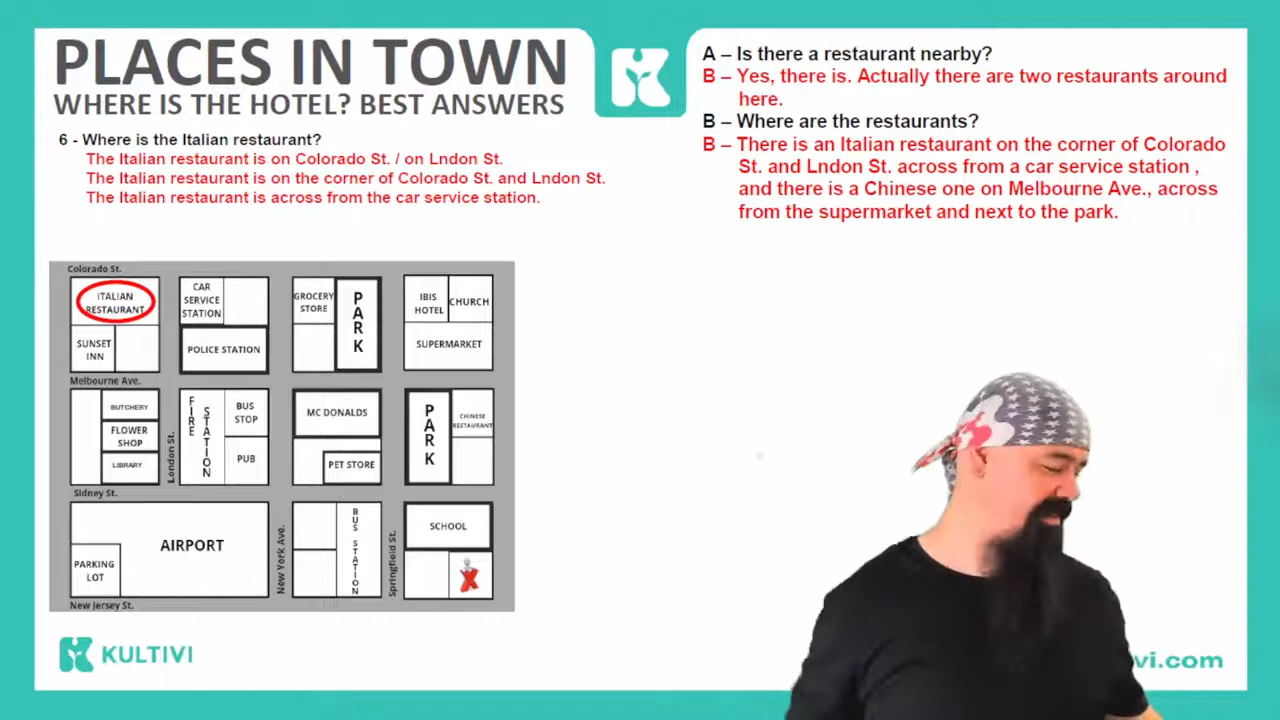 PLACES IN TOWN
WHERE IS THE HOTEL? BEST ANSWERS
6 - Where is the Italian restaurant?
The Italian restaurant is on Colorado St. / on Lndon St.
The Italian restaurant is on the corner of Colorado St. and Lndon St.
The Italian restaurant is across from the car service station.
A – Is there a restaurant nearby?
B – Yes, there is. Actually there are two restaurants around
here.
B – Where are the restaurants?
B – There is an Italian restaurant on the corner of Colorado
St. and Lndon St. across from a car service station ,
and there is a Chinese one on Melbourne Ave., across
from the supermarket and next to the park.
Colorado St.
ITALIAN
RESTAURANT
CAR
SERVICE
STATION
GROCERY
STORE
PARK
IBIS
HOTEL
CHURCH
SUNSET
INN
POLICE STATION
SUPERMARKET
Melbourne Ave.
BUTCHERY
FLOWER
SHOP
LIBRARY
London St.
FIRE
STATION
BUS
STOP
PUB
MC DONALDS
PET STORE
PARK
CHINESE
RESTAURANT
Sidney St.
AIRPORT
PARKING
LOT
New York Ave.
BUS STATION
Springfield St.
SCHOOL
X
New Jersey St.
KULTIVI
vi.com